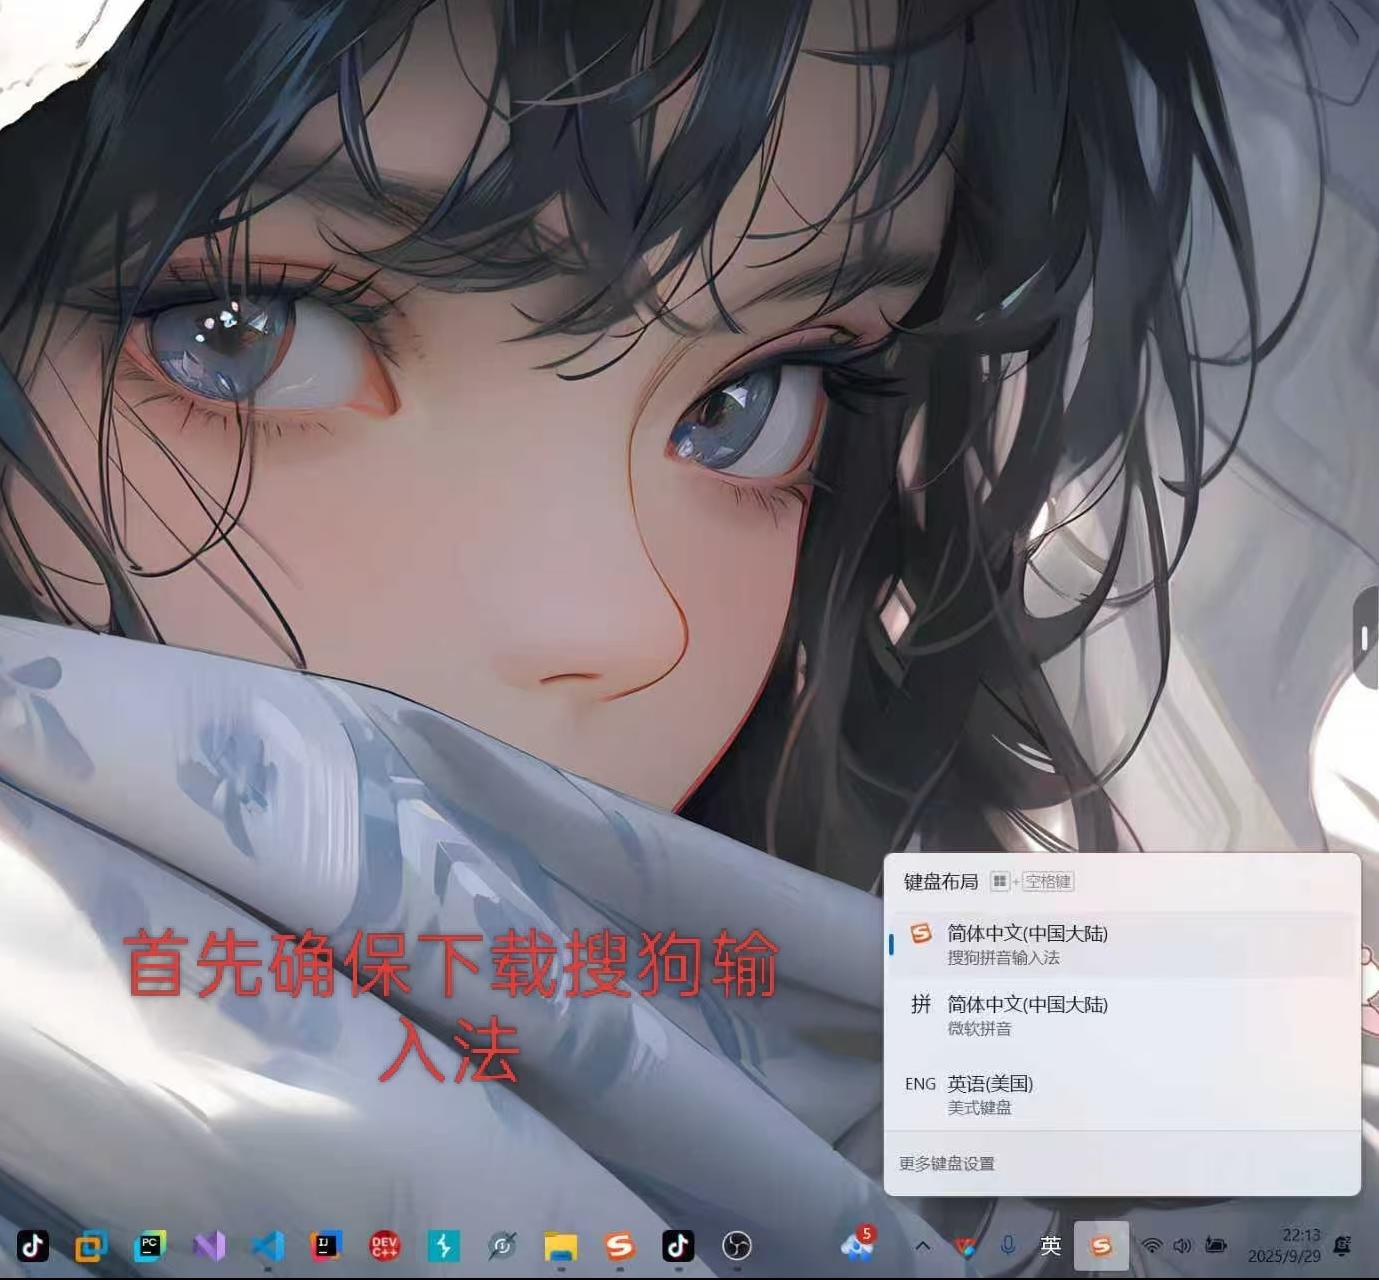 键盘布局 + 空格键
简体中文(中国大陆)
搜狗拼音输入法
拼 简体中文(中国大陆)
微软拼音
ENG 英语(美国)
美式键盘
更多键盘设置
首先确保下载搜狗输
入法
PC
IJ
DEV
C++
5
英
22:13
2025/9/29